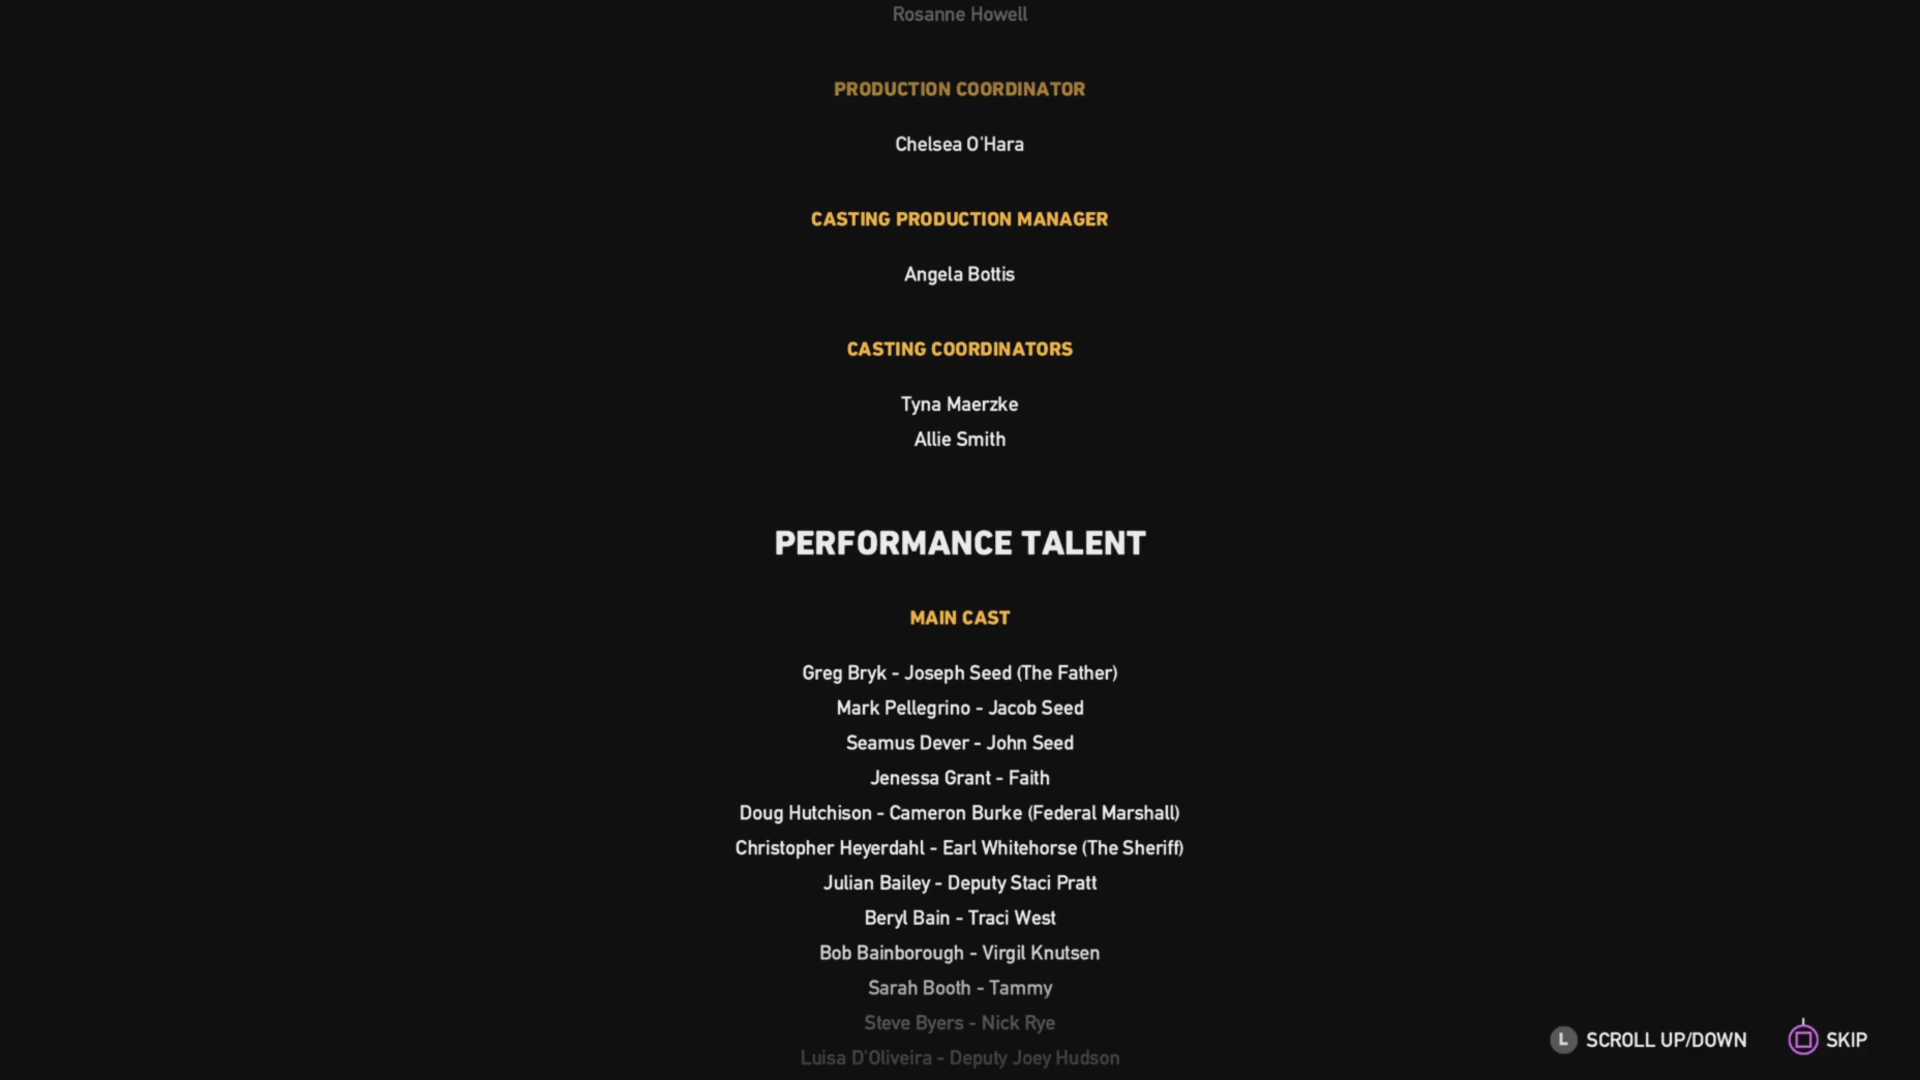 Rosanne Howell
PRODUCTION COORDINATOR
Chelsea O'Hara
CASTING PRODUCTION MANAGER
Angela Bottis
CASTING COORDINATORS
Tyna Maerzke
Allie Smith
PERFORMANCE TALENT
MAIN CAST
Greg Bryk - Joseph Seed (The Father)
Mark Pellegrino - Jacob Seed
Seamus Dever - John Seed
Jenessa Grant - Faith
Doug Hutchison - Cameron Burke (Federal Marshall)
Christopher Heyerdahl - Earl Whitehorse (The Sheriff)
Julian Bailey - Deputy Staci Pratt
Beryl Bain - Traci West
Bob Bainborough - Virgil Knutsen
Sarah Booth - Tammy
Steve Byers - Nick Rye
Luisa D'Oliveira - Deputy Joey Hudson
L SCROLL UP/DOWN SKIP